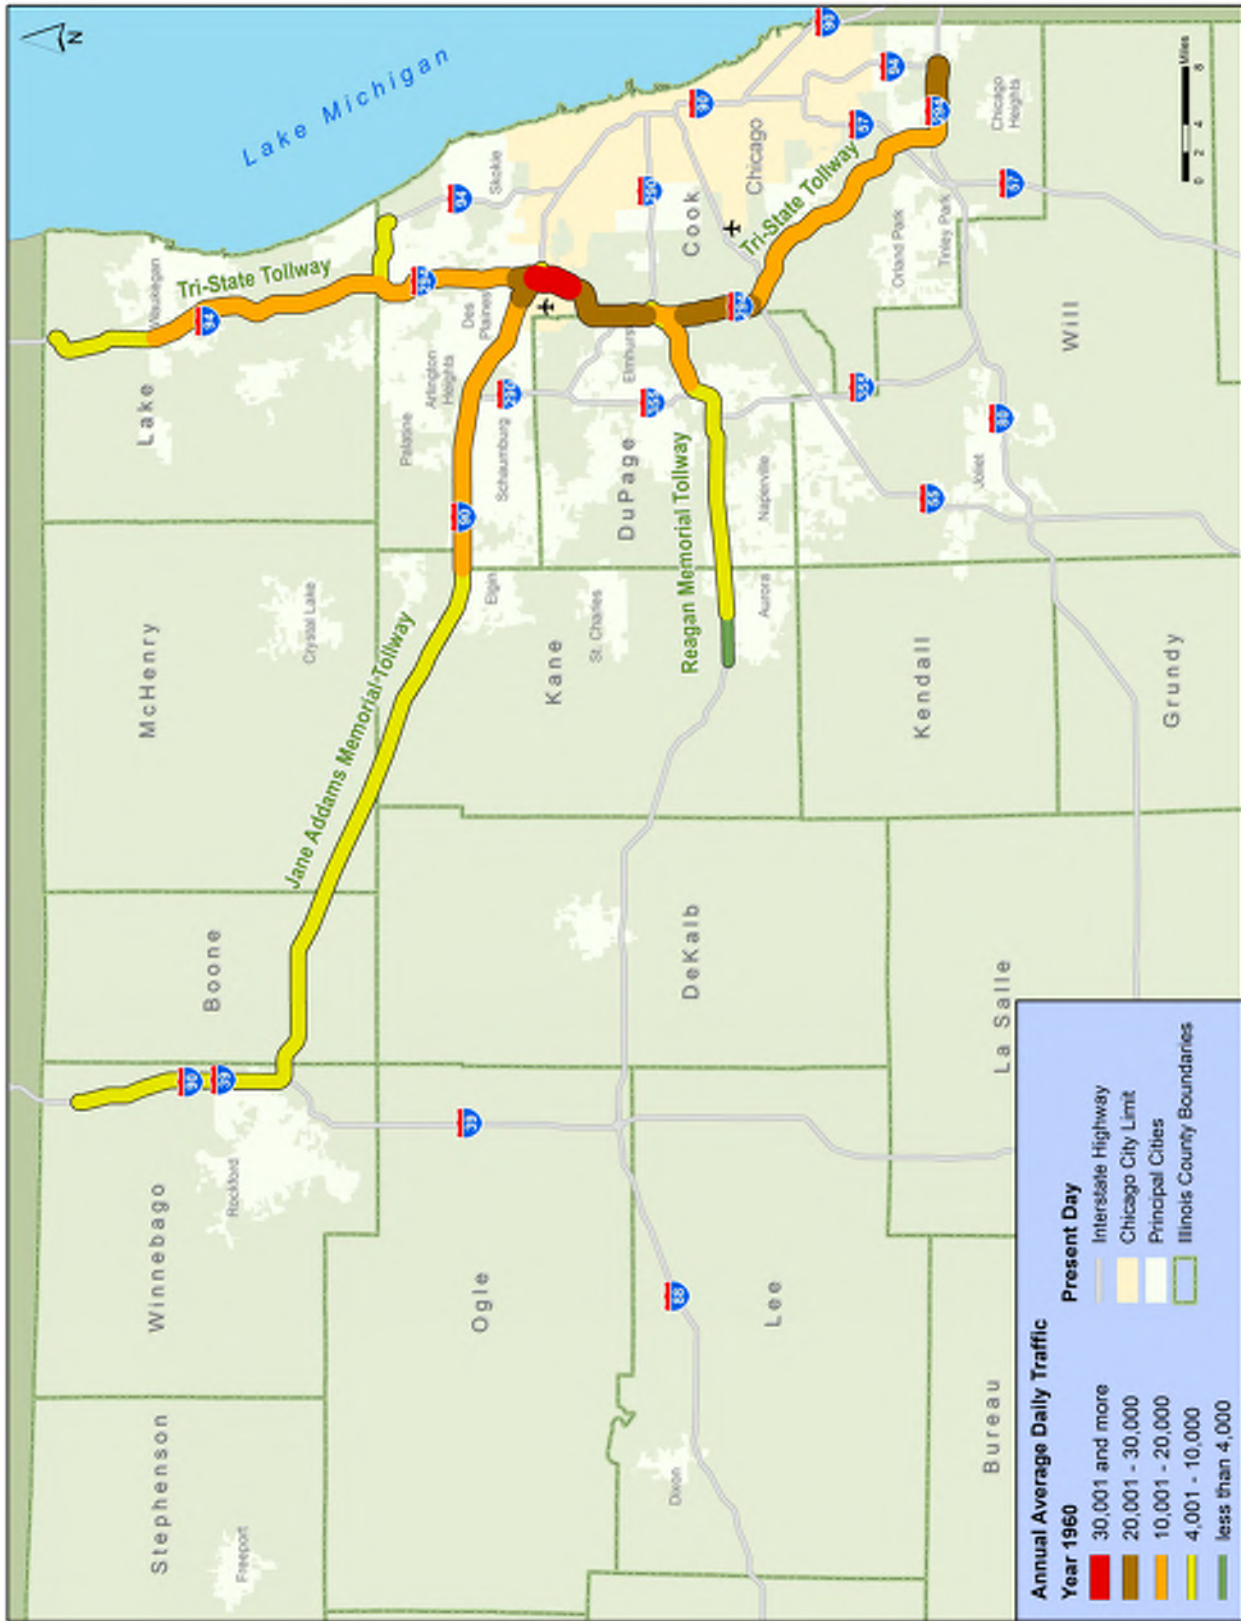 N
Lake Michigan
Tri-State Tollway
Waukegan
94
Lake
McHenry
Crystal Lake
Boone
Winnebago
90
39
Rockford
Stephenson
Freeport
Jane Addams Memorial Tollway
94
Skokie
294
Des
Plaines
Arlington
Heights
Palatine
290
Schaumburg
90
Elgin
39
Ogle
90
290
Cook
Chicago
Elmhurst
355
DuPage
St. Charles
Kane
Reagan Memorial Tollway
Naperville
Aurora
DeKalb
88
Lee
Dixon
90
94
57
294
Chicago
Heights
57
Tri-State Tollway
294
Orland Park
Tinley Park
Will
355
80
Joliet
55
Kendall
Grundy
La Salle
Bureau
Miles
0 2 4 8
Annual Average Daily Traffic
Year 1960
30,001 and more
20,001 - 30,000
10,001 - 20,000
4,001 - 10,000
less than 4,000
Present Day
Interstate Highway
Chicago City Limit
Principal Cities
Illinois County Boundaries